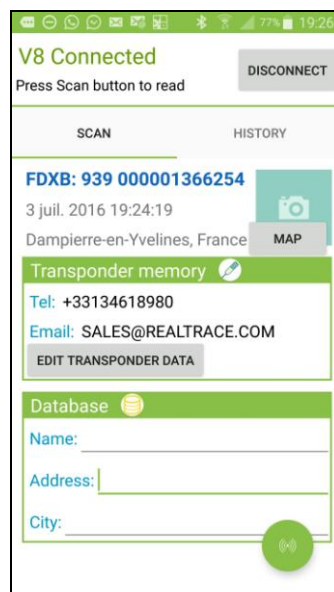 77% 19:26
V8 Connected
DISCONNECT
Press Scan button to read
SCAN
HISTORY
FDXB: 939 000001366254
3 juil. 2016 19:24:19
Dampierre-en-Yvelines, France
MAP
Transponder memory
Tel: +33134618980
Email: SALES@REALTRACE.COM
EDIT TRANSPONDER DATA
Database
Name:
Address:
City: